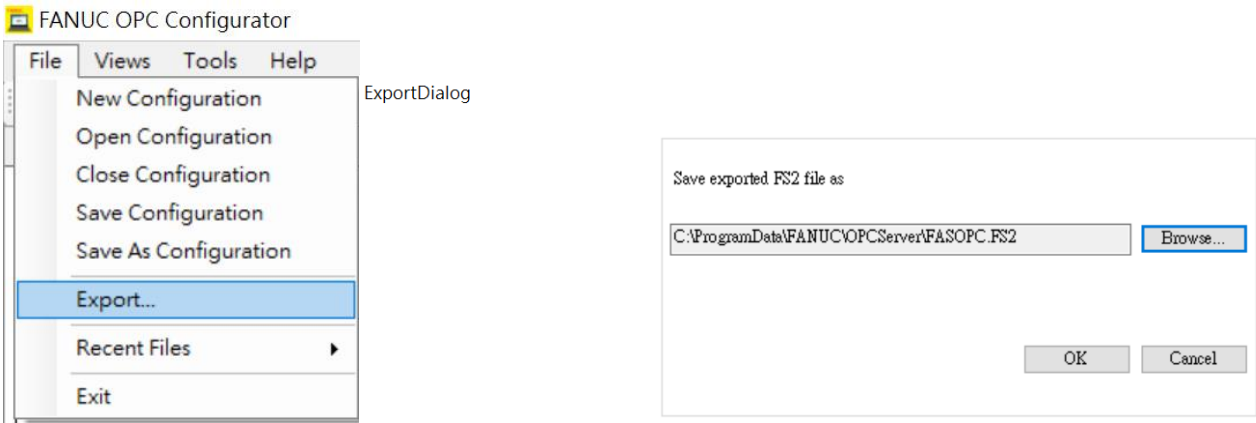 FANUC OPC Configurator
File Views Tools Help
New Configuration
Open Configuration
Close Configuration
Save Configuration
Save As Configuration
Export...
Recent Files
Exit
ExportDialog
Save exported FS2 file as
C:\ProgramData\FANUC\OPCServer\FASOPC.FS2
Browse...
OK Cancel